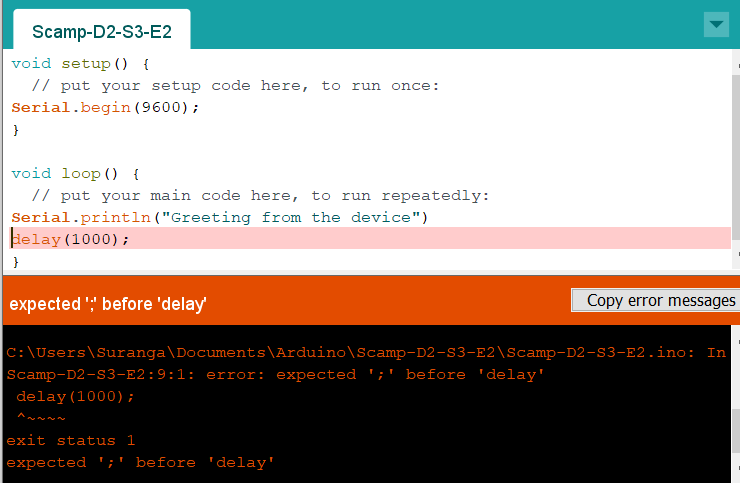 Scamp-D2-S3-E2
void setup() {
// put your setup code here, to run once:
Serial.begin(9600);
}
void loop() {
// put your main code here, to run repeatedly:
Serial.println("Greeting from the device")
delay(1000);
}
expected ';' before 'delay'
Copy error messages
C:\Users\Suranga\Documents\Arduino\Scamp-D2-S3-E2\Scamp-D2-S3-E2.ino: In
Scamp-D2-S3-E2:9:1: error: expected ';' before 'delay'
delay(1000);
^~~~~
exit status 1
expected ';' before 'delay'